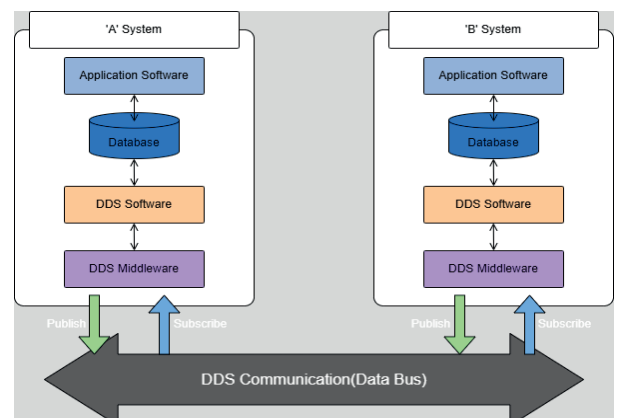 'A' System
'B' System
Application Software
Application Software
Database
Database
DDS Software
DDS Software
DDS Middleware
DDS Middleware
Publish
Subscribe
Publish
Subscribe
DDS Communication(Data Bus)